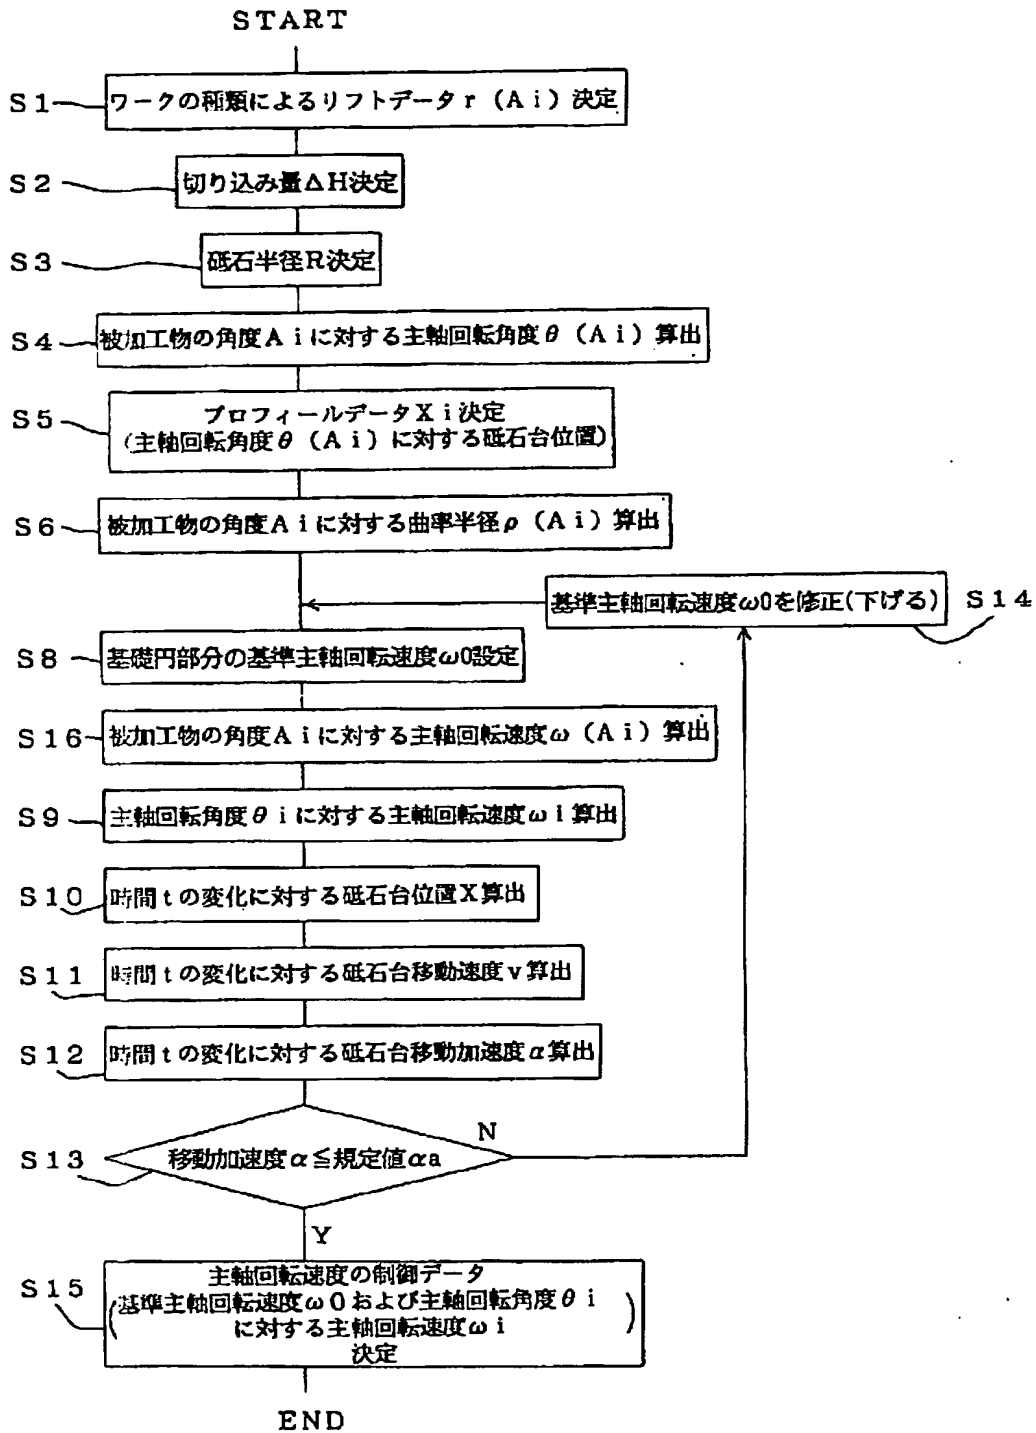 START
S1 ワークの種類によるリフトデータr(Ai)決定
S2 切り込み量ΔH決定
S3 砥石半径R決定
S4 被加工物の角度Aiに対する主軸回転角度θ(Ai)算出
S5 プロフィールデータXi決定
(主軸回転角度θ(Ai)に対する砥石台位置)
S6 被加工物の角度Aiに対する曲率半径ρ(Ai)算出
基準主軸回転速度ω0を修正(下げる) S14
S8 基礎円部分の基準主軸回転速度ω0設定
S16 被加工物の角度Aiに対する主軸回転速度ω(Ai)算出
S9 主軸回転角度θiに対する主軸回転速度ωi算出
S10 時間tの変化に対する砥石台位置X算出
S11 時間tの変化に対する砥石台移動速度v算出
S12 時間tの変化に対する砥石台移動加速度α算出
N
S13 移動加速度α≦規定値αa
Y
S15 主軸回転速度の制御データ
(基準主軸回転速度ω0および主軸回転角度θi
に対する主軸回転速度ωi)
決定
END